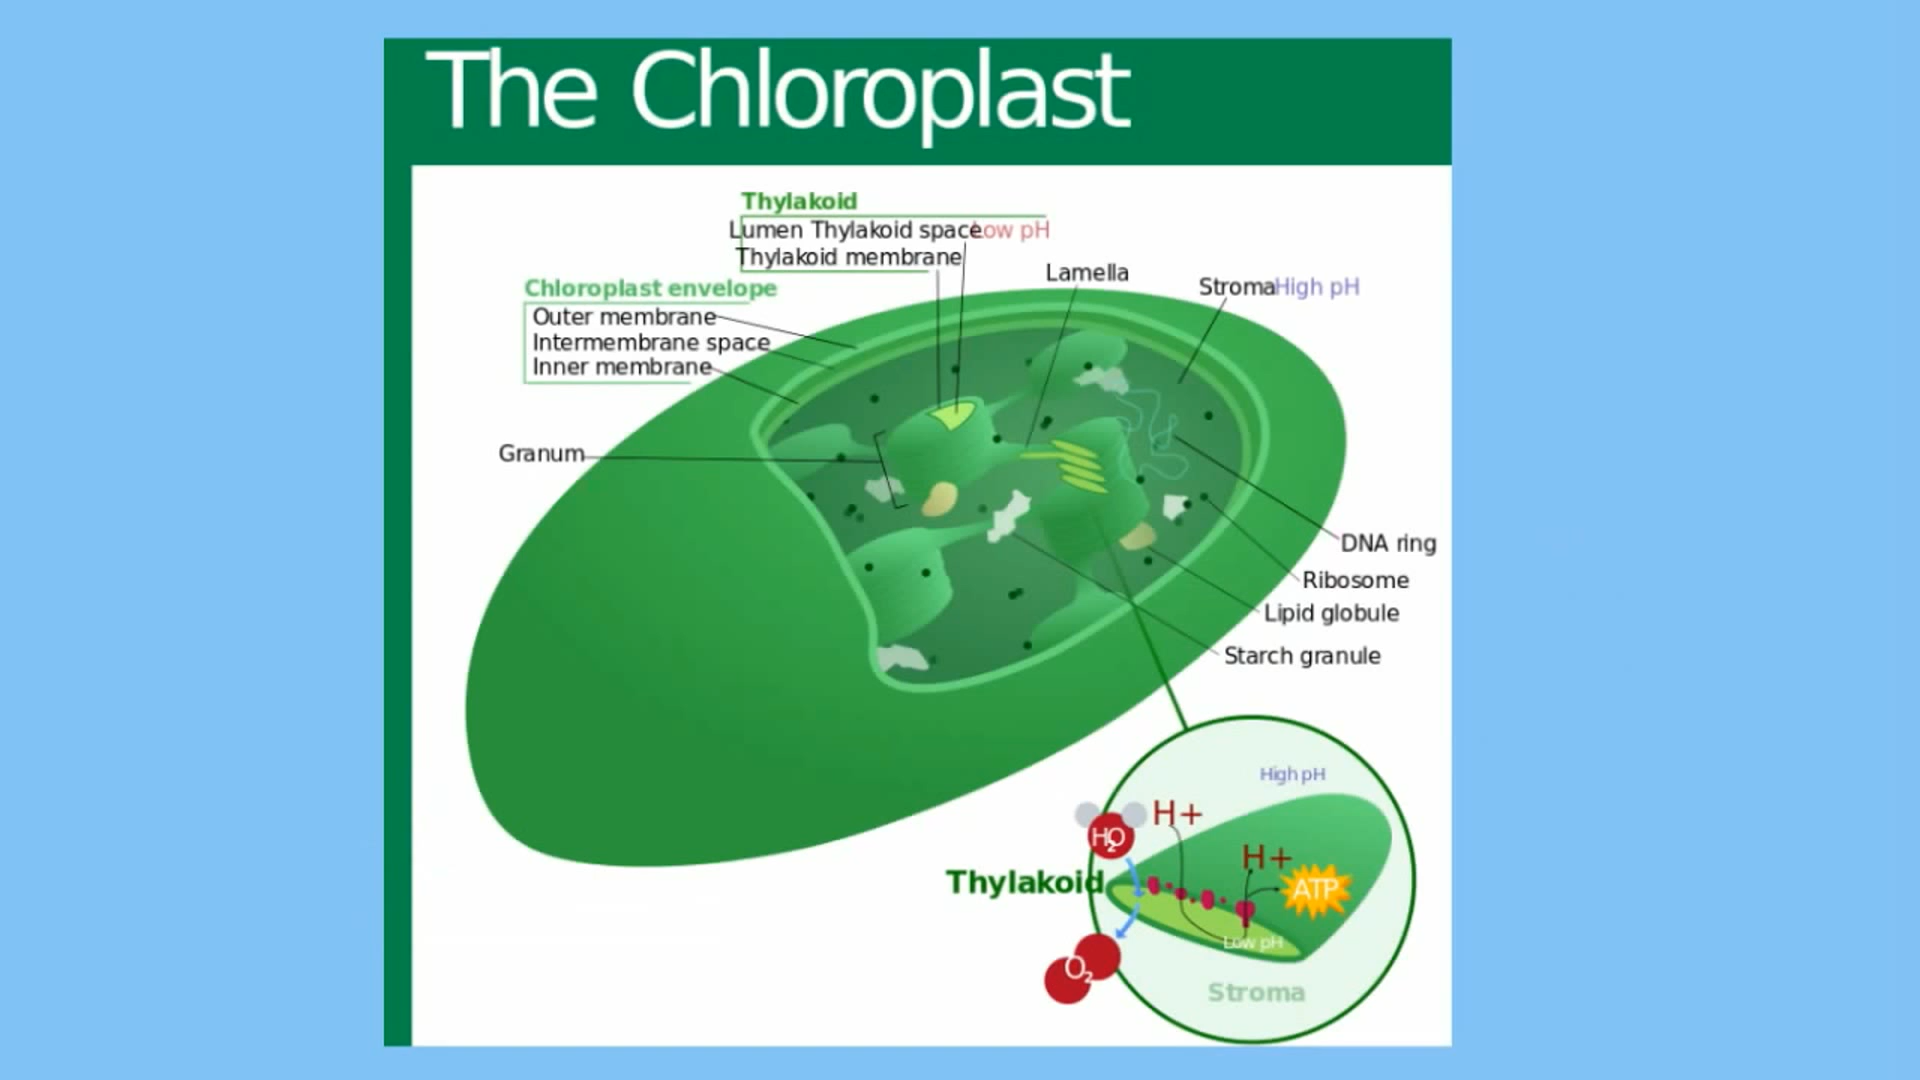 The Chloroplast
Thylakoid
Lumen Thylakoid space Low pH
Thylakoid membrane
Lamella
Stroma High pH
Chloroplast envelope
Outer membrane
Intermembrane space
Inner membrane
Granum
DNA ring
Ribosome
Lipid globule
Starch granule
High pH
H+
H2O
H+
ATP
Thylakoid
Low pH
O2
Stroma